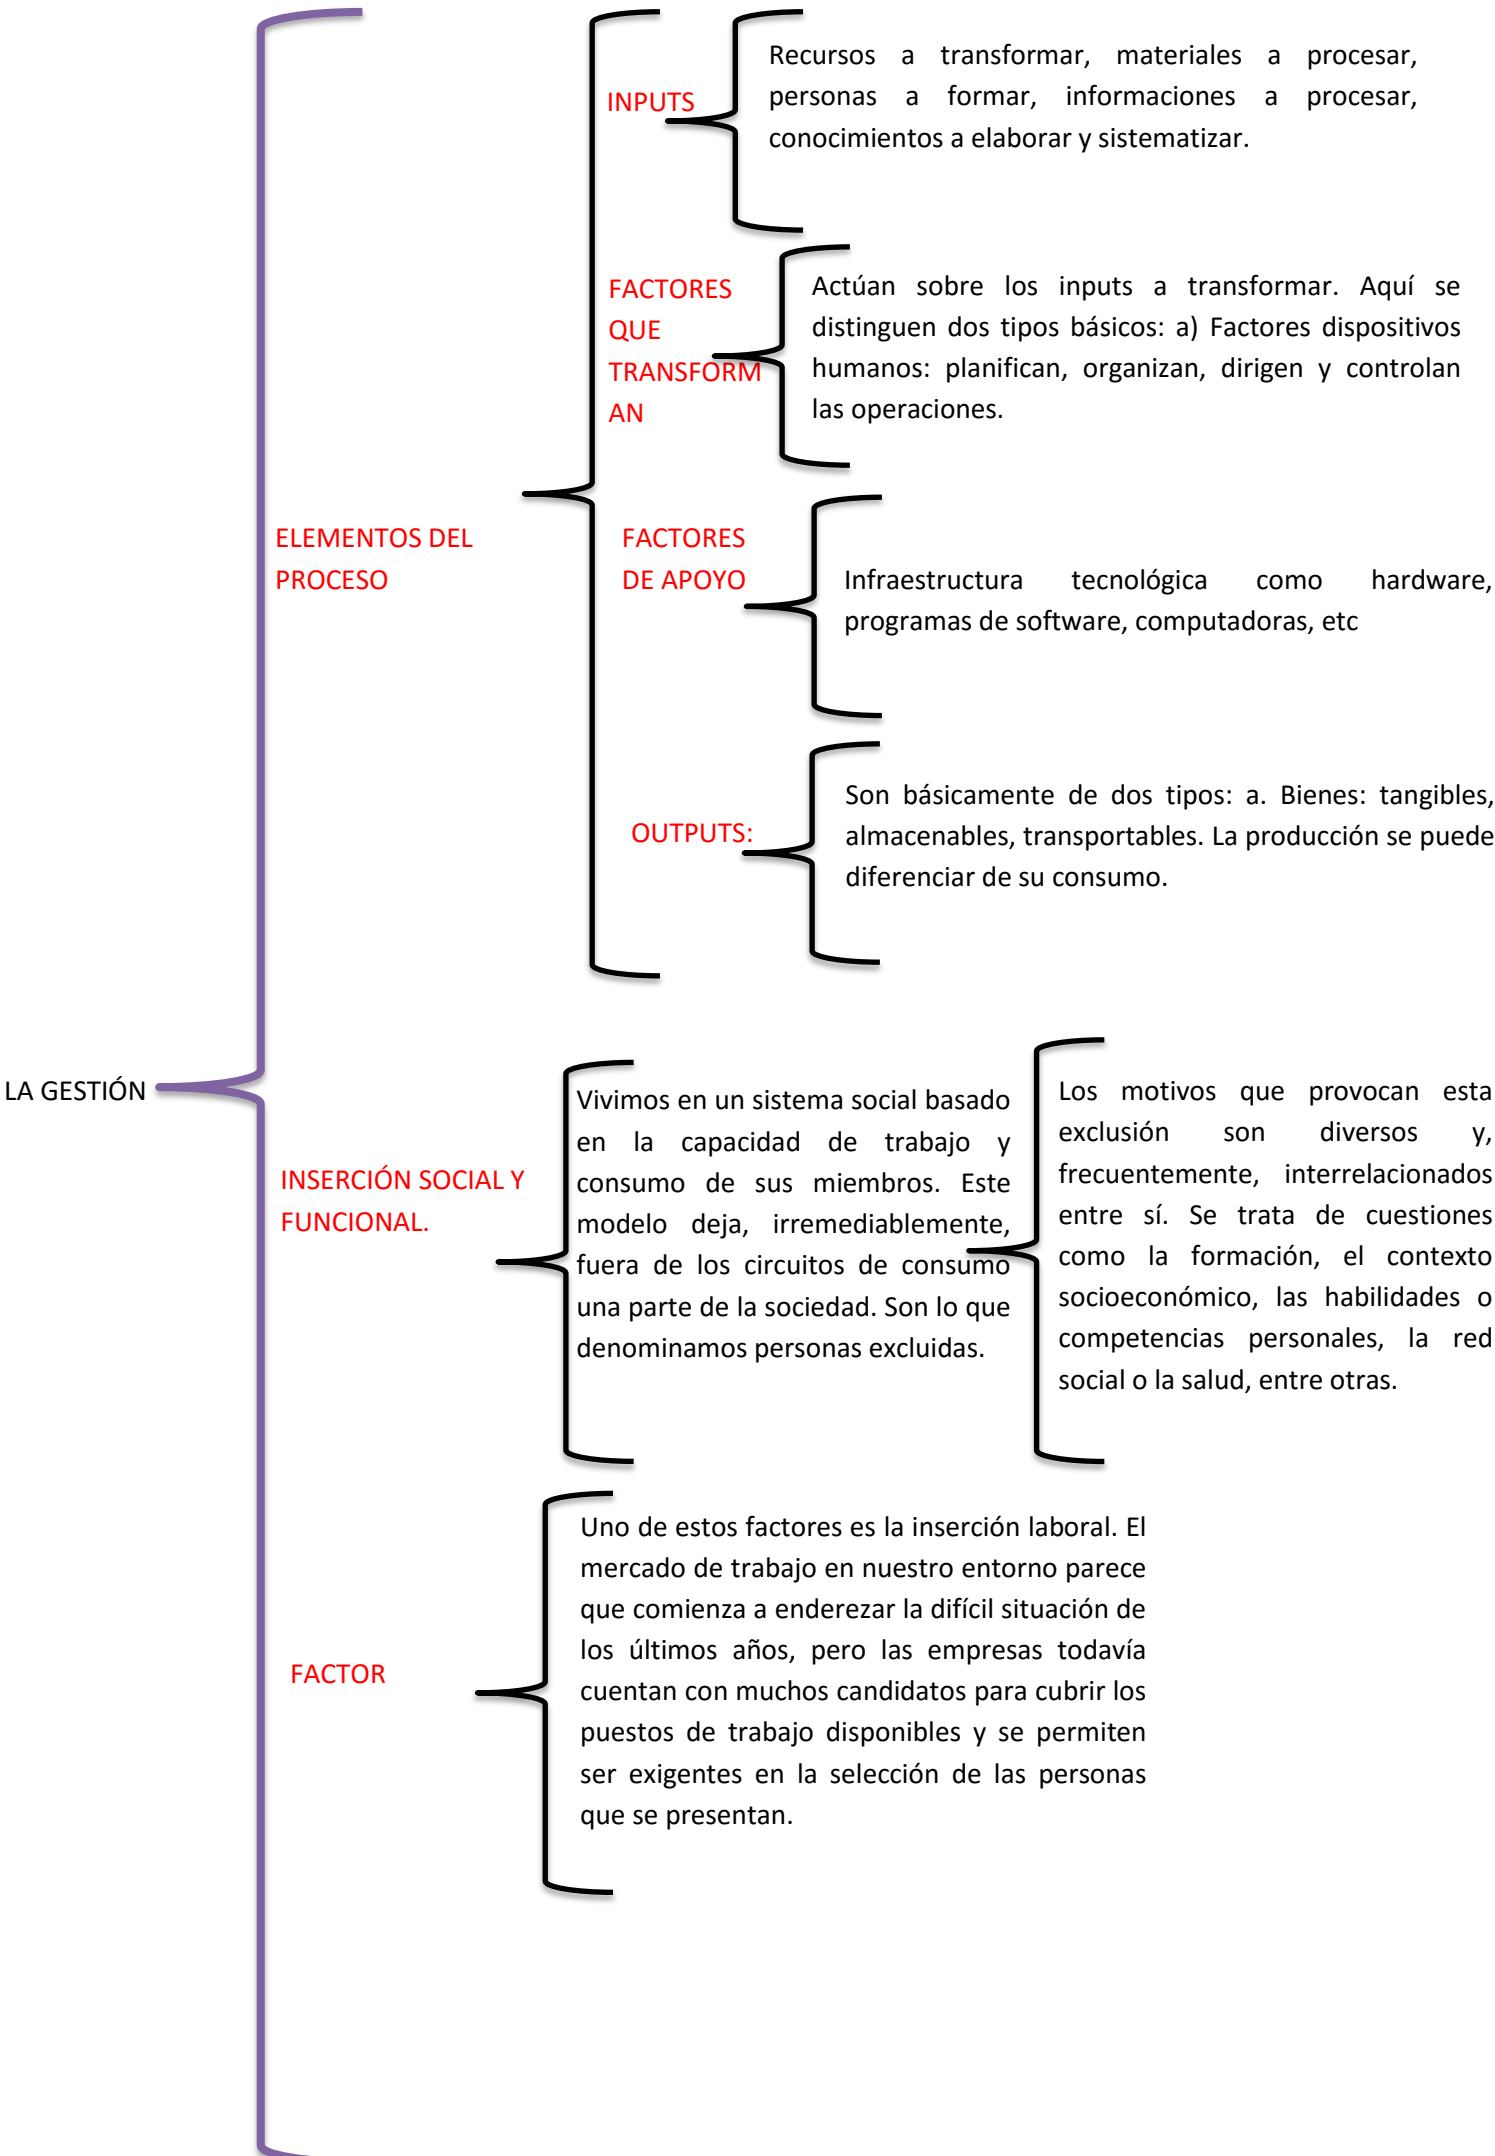 LA GESTIÓN
ELEMENTOS DEL
PROCESO
INPUTS
Recursos a transformar, materiales a procesar,
personas a formar, informaciones a procesar,
conocimientos a elaborar y sistematizar.
FACTORES
QUE
TRANSFORM
AN
Actúan sobre los inputs a transformar. Aquí se
distinguen dos tipos básicos: a) Factores dispositivos
humanos: planifican, organizan, dirigen y controlan
las operaciones.
FACTORES
DE APOYO
Infraestructura tecnológica como hardware,
programas de software, computadoras, etc
OUTPUTS:
Son básicamente de dos tipos: a. Bienes: tangibles,
almacenables, transportables. La producción se puede
diferenciar de su consumo.
INSERCIÓN SOCIAL Y
FUNCIONAL.
Vivimos en un sistema social basado
en la capacidad de trabajo y
consumo de sus miembros. Este
modelo deja, irremediablemente,
fuera de los circuitos de consumo
una parte de la sociedad. Son lo que
denominamos personas excluidas.
Los motivos que provocan esta
exclusión son diversos y,
frecuentemente, interrelacionados
entre sí. Se trata de cuestiones
como la formación, el contexto
socioeconómico, las habilidades o
competencias personales, la red
social o la salud, entre otras.
FACTOR
Uno de estos factores es la inserción laboral. El
mercado de trabajo en nuestro entorno parece
que comienza a enderezar la difícil situación de
los últimos años, pero las empresas todavía
cuentan con muchos candidatos para cubrir los
puestos de trabajo disponibles y se permiten
ser exigentes en la selección de las personas
que se presentan.